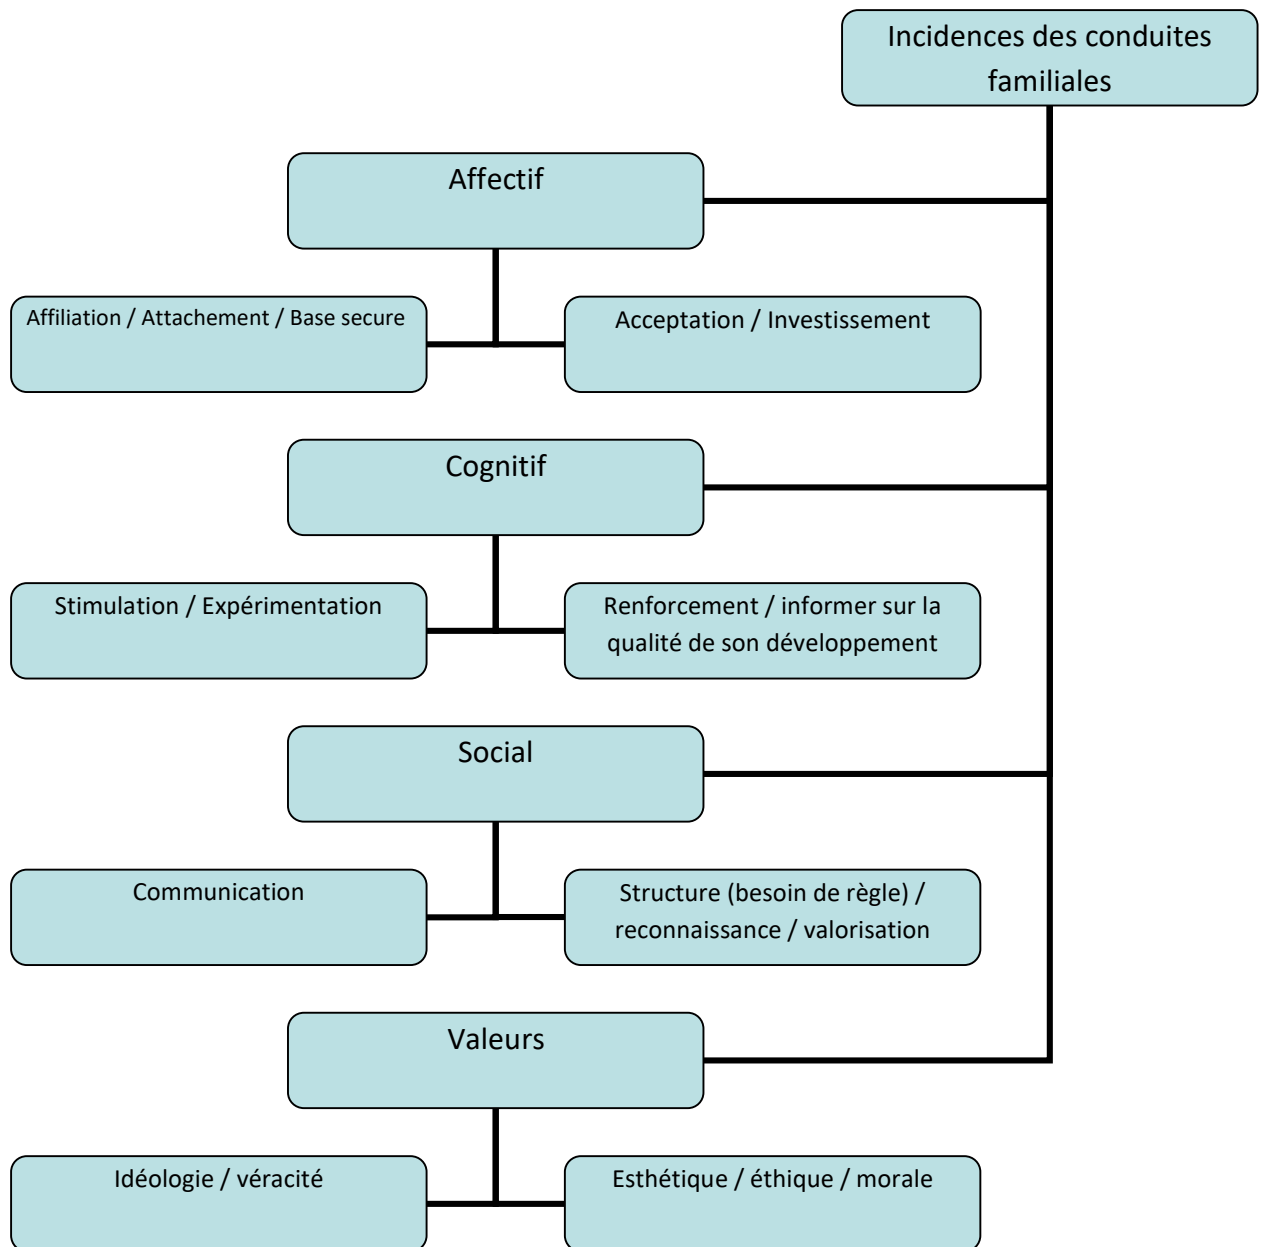 Incidences des conduites
familiales
Affectif
Affiliation / Attachement / Base secure
Acceptation / Investissement
Cognitif
Stimulation / Expérimentation
Renforcement / informer sur la
qualité de son développement
Social
Communication
Structure (besoin de règle) /
reconnaissance / valorisation
Valeurs
Idéologie / véracité
Esthétique / éthique / morale